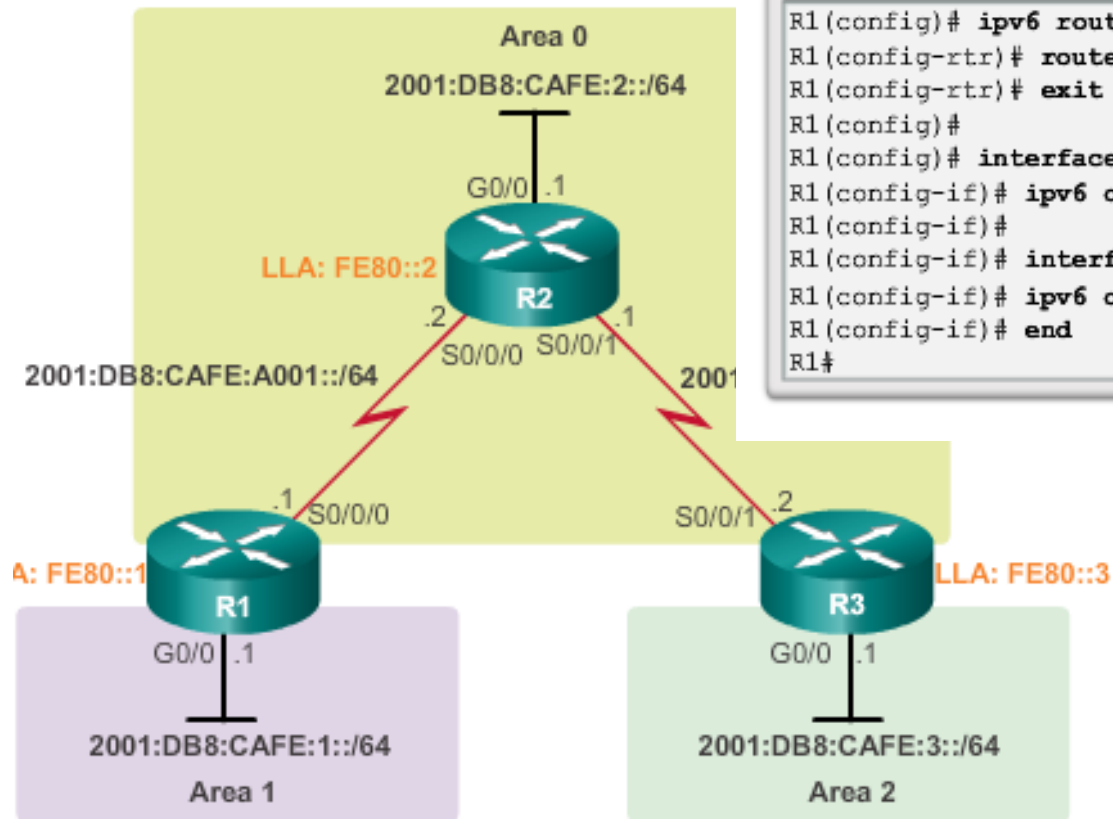 Area 0
2001:DB8:CAFE:2::/64
G0/0 .1
LLA: FE80::2
R2
.2
.1
S0/0/0
S0/0/1
2001:DB8:CAFE:A001::/64
2001
.1
S0/0/0
S0/0/1
.2
A: FE80::1
LLA: FE80::3
R1
R3
G0/0 .1
G0/0 .1
2001:DB8:CAFE:1::/64
2001:DB8:CAFE:3::/64
Area 1
Area 2
R1(config)# ipv6 rout
R1(config-rtr)# route
R1(config-rtr)# exit
R1(config)#
R1(config)# interface
R1(config-if)# ipv6 o
R1(config-if)#
R1(config-if)# interf
R1(config-if)# ipv6 o
R1(config-if)# end
R1#